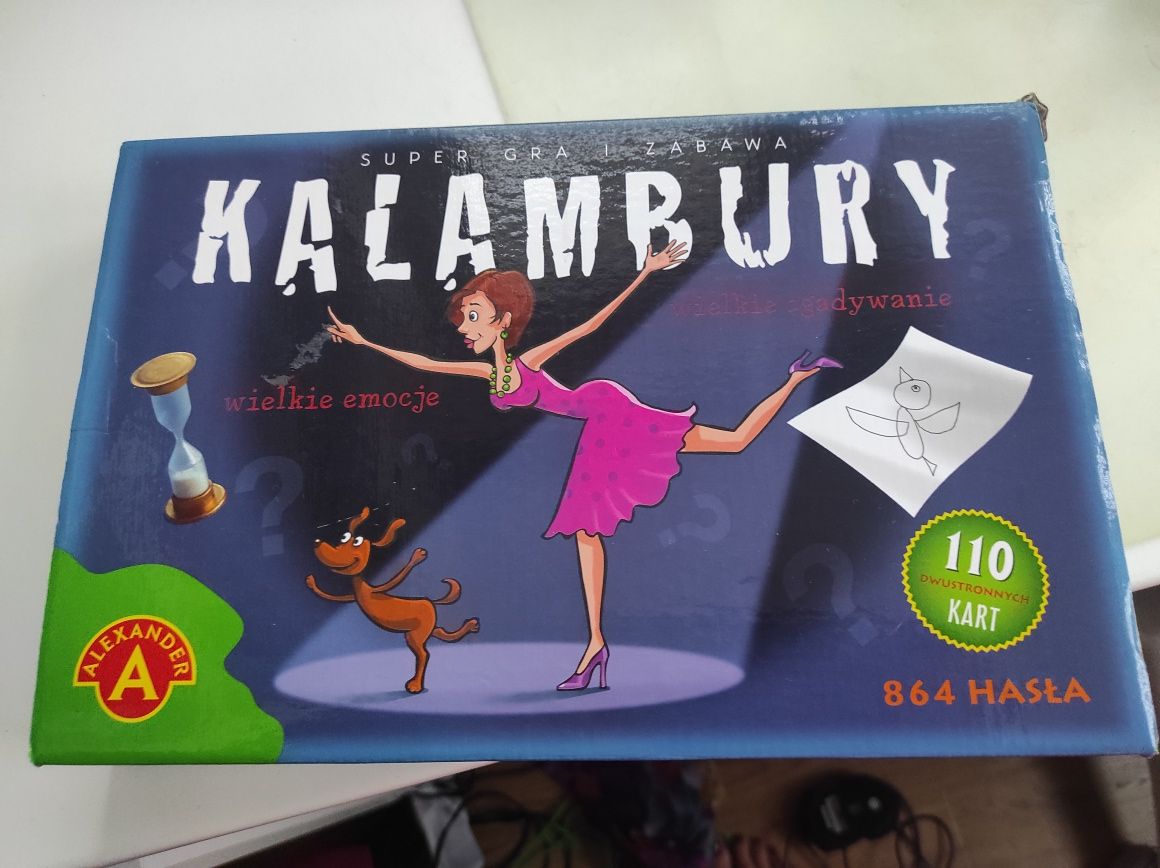 SUPER GRA I ZABAWA
KALAMBURY
wielkie zgadywanie
wielkie emocje
110
DWUSTRONNYCH
KART
864 HASŁA
ALEXANDER
A